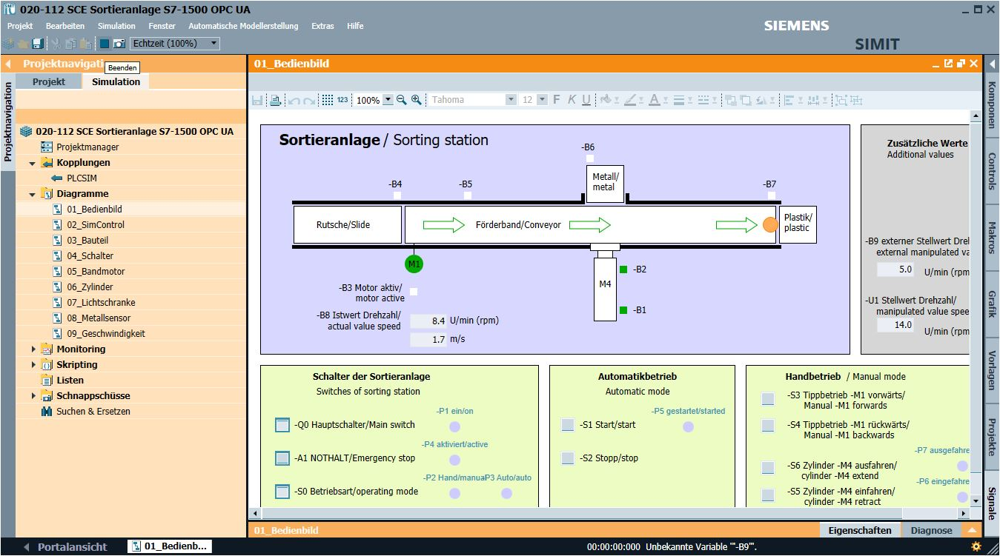 020-112 SCE Sortieranlage S7-1500 OPC UA
Projekt Bearbeiten Simulation Fenster Automatische Modellerstellung Extras Hilfe
SIEMENS
SIMIT
Echtzeit (100%)
Projektnavigati
Beenden
01_Bedienbild
Projekt Simulation
Projektnavigation
123 100% Tahoma 12 F K U A
020-112 SCE Sortieranlage S7-1500 OPC UA
Projektmanager
Kopplungen
PLCSIM
Diagramme
01_Bedienbild
02_SimControl
03_Bauteil
04_Schalter
05_Bandmotor
06_Zylinder
07_Lichtschranke
08_Metallsensor
09_Geschwindigkeit
Monitoring
Skripting
Listen
Schnappschüsse
Suchen & Ersetzen
Sortieranlage / Sorting station
-B6
Metall/
metal
-B4 -B5 -B7
Rutsche/Slide Förderband/Conveyor
Plastik/
plastic
M1
-B3 Motor aktiv/
motor active
-B8 Istwert Drehzahl/
actual value speed
8.4 U/min (rpm)
1.7 m/s
M4
-B2
-B1
Zusätzliche Werte
Additional values
-B9 externer Stellwert Dreh
external manipulated va
5.0 U/min (rpm
-U1 Stellwert Drehzahl/
manipulated value spee
14.0 U/min (rpm
Schalter der Sortieranlage
Switches of sorting station
-P1 ein/on
-Q0 Hauptschalter/Main switch
-P4 aktiviert/active
-A1 NOTHALT/Emergency stop
-P2 Hand/manual -P3 Auto/auto
-S0 Betriebsart/operating mode
Automatikbetrieb
Automatic mode
-P5 gestartet/started
-S1 Start/start
-S2 Stopp/stop
Handbetrieb / Manual mode
-S3 Tippbetrieb -M1 vorwärts/
Manual -M1 forwards
-S4 Tippbetrieb -M1 rückwärts/
Manual -M1 backwards
-P7 ausgefahre
-S6 Zylinder -M4 ausfahren/
cylinder -M4 extend
-P6 eingefahre
-S5 Zylinder -M4 einfahren/
cylinder -M4 retract
Komponen
Controls
Makros
Grafik
Vorlagen
Projekte
Signale
01_Bedienbild
Eigenschaften Diagnose
Portalansicht
01_Bedienb...
00:00:00:000 Unbekannte Variable '"-B9"'.